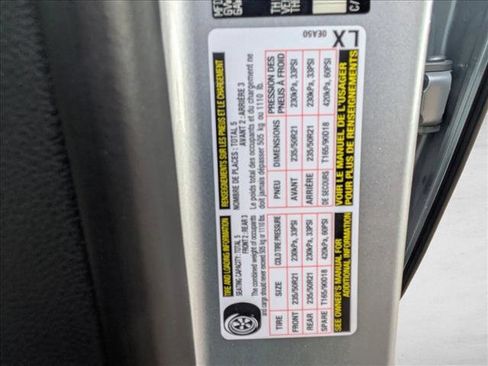 TIRE AND LOADING INFORMATION
SEATING CAPACITY: TOTAL 5 FRONT 2 : REAR 3
The combined weight of occupants
and cargo should never exceed 505 kg or 1110 lbs.
TIRE SIZE COLD TIRE PRESSURE
FRONT 235/50R21 230kPa, 33PSI
REAR 235/50R21 230kPa, 33PSI
SPARE T165/90D18 420kPa, 60PSI
SEE OWNER'S MANUAL FOR
ADDITIONAL INFORMATION
RENSEIGNEMENTS SUR LES PNEUS ET LE CHARGEMENT
NOMBRE DE PLACES : TOTAL 5
AVANT 2 : ARRIÈRE 3
Le poids total des occupants et du chargement ne
doit jamais dépasser 505 kg ou 1110 lb.
PNEU DIMENSIONS PRESSION DES
PNEUS À FROID
AVANT 235/50R21 230kPa, 33PSI
ARRIÈRE 235/50R21 230kPa, 33PSI
DE SECOURS T165/90D18 420kPa, 60PSI
VOIR LE MANUEL DE L'USAGER
POUR PLUS DE RENSEIGNEMENTS
LX 0EA50
MFD